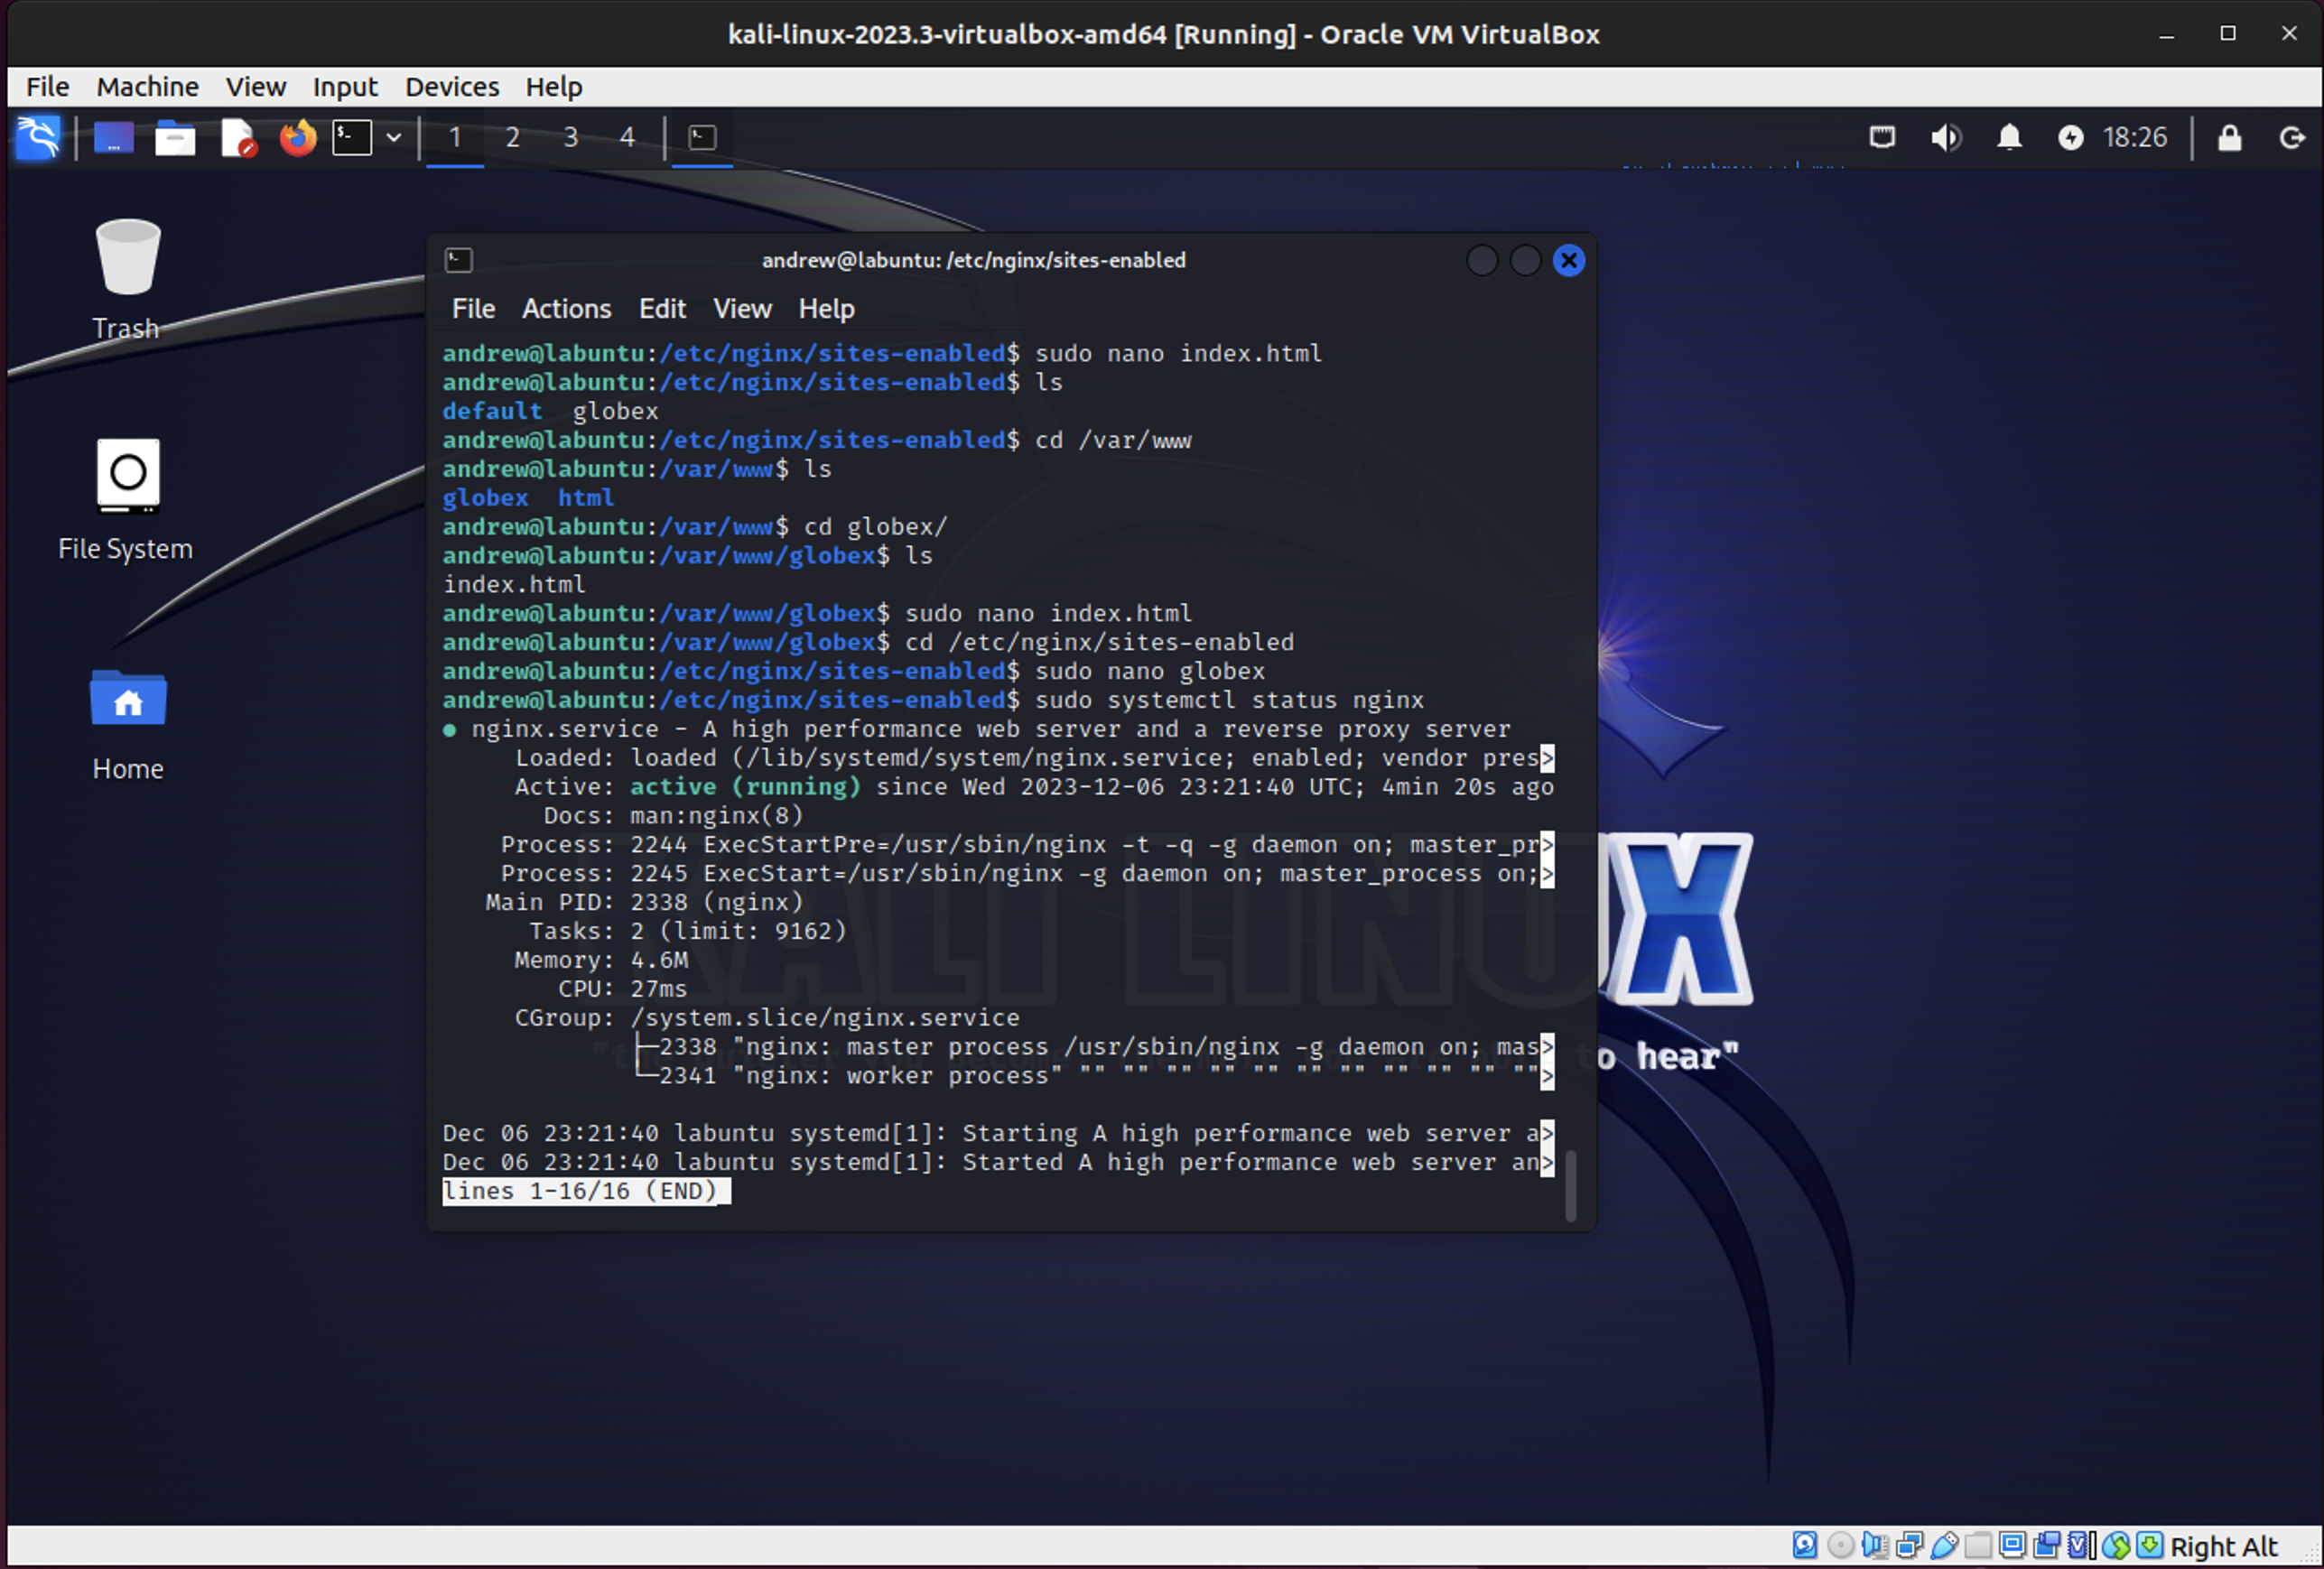 kali-linux-2023.3-virtualbox-amd64 [Running] - Oracle VM VirtualBox
File Machine View Input Devices Help
1 2 3 4 18:26
Trash
File System
Home
andrew@labuntu: /etc/nginx/sites-enabled
File Actions Edit View Help
andrew@labuntu:/etc/nginx/sites-enabled$ sudo nano index.html
andrew@labuntu:/etc/nginx/sites-enabled$ ls
default  globex
andrew@labuntu:/etc/nginx/sites-enabled$ cd /var/www
andrew@labuntu:/var/www$ ls
globex  html
andrew@labuntu:/var/www$ cd globex/
andrew@labuntu:/var/www/globex$ ls
index.html
andrew@labuntu:/var/www/globex$ sudo nano index.html
andrew@labuntu:/var/www/globex$ cd /etc/nginx/sites-enabled
andrew@labuntu:/etc/nginx/sites-enabled$ sudo nano globex
andrew@labuntu:/etc/nginx/sites-enabled$ sudo systemctl status nginx
● nginx.service - A high performance web server and a reverse proxy server
Loaded: loaded (/lib/systemd/system/nginx.service; enabled; vendor pres>
Active: active (running) since Wed 2023-12-06 23:21:40 UTC; 4min 20s ago
Docs: man:nginx(8)
Process: 2244 ExecStartPre=/usr/sbin/nginx -t -q -g daemon on; master_pr>
Process: 2245 ExecStart=/usr/sbin/nginx -g daemon on; master_process on;>
Main PID: 2338 (nginx)
Tasks: 2 (limit: 9162)
Memory: 4.6M
CPU: 27ms
CGroup: /system.slice/nginx.service
├─2338 "nginx: master process /usr/sbin/nginx -g daemon on; mas>
└─2341 "nginx: worker process" "" "" "" "" "" "" "" "" "" "" "">
Dec 06 23:21:40 labuntu systemd[1]: Starting A high performance web server a>
Dec 06 23:21:40 labuntu systemd[1]: Started A high performance web server an>
lines 1-16/16 (END)
KALI LINUX
to hear"
Right Alt